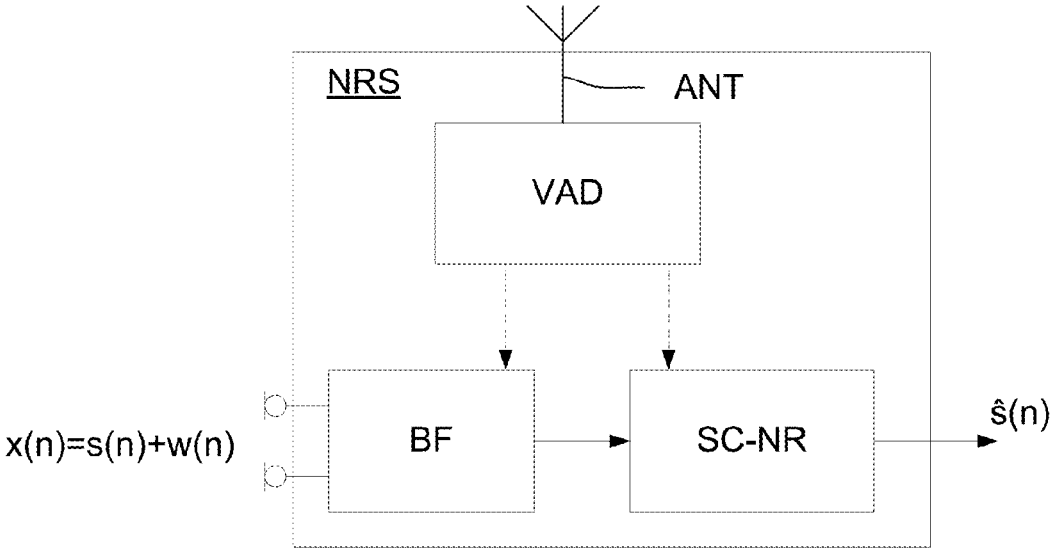 NRS
ANT
VAD
x(n)=s(n)+w(n)
BF
SC-NR
ŝ(n)